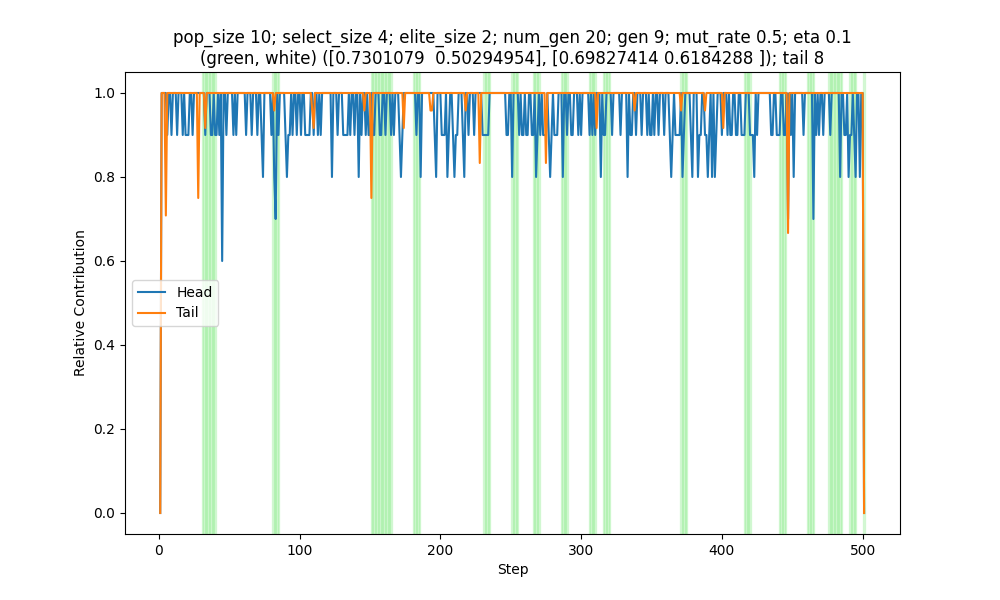 pop_size 10; select_size 4; elite_size 2; num_gen 20; gen 9; mut_rate 0.5; eta 0.1
(green, white) ([0.7301079  0.50294954], [0.69827414 0.6184288 ]); tail 8
1.0
0.8
0.6
0.4
0.2
0.0
Relative Contribution
Head
Tail
0
100
200
300
400
500
Step